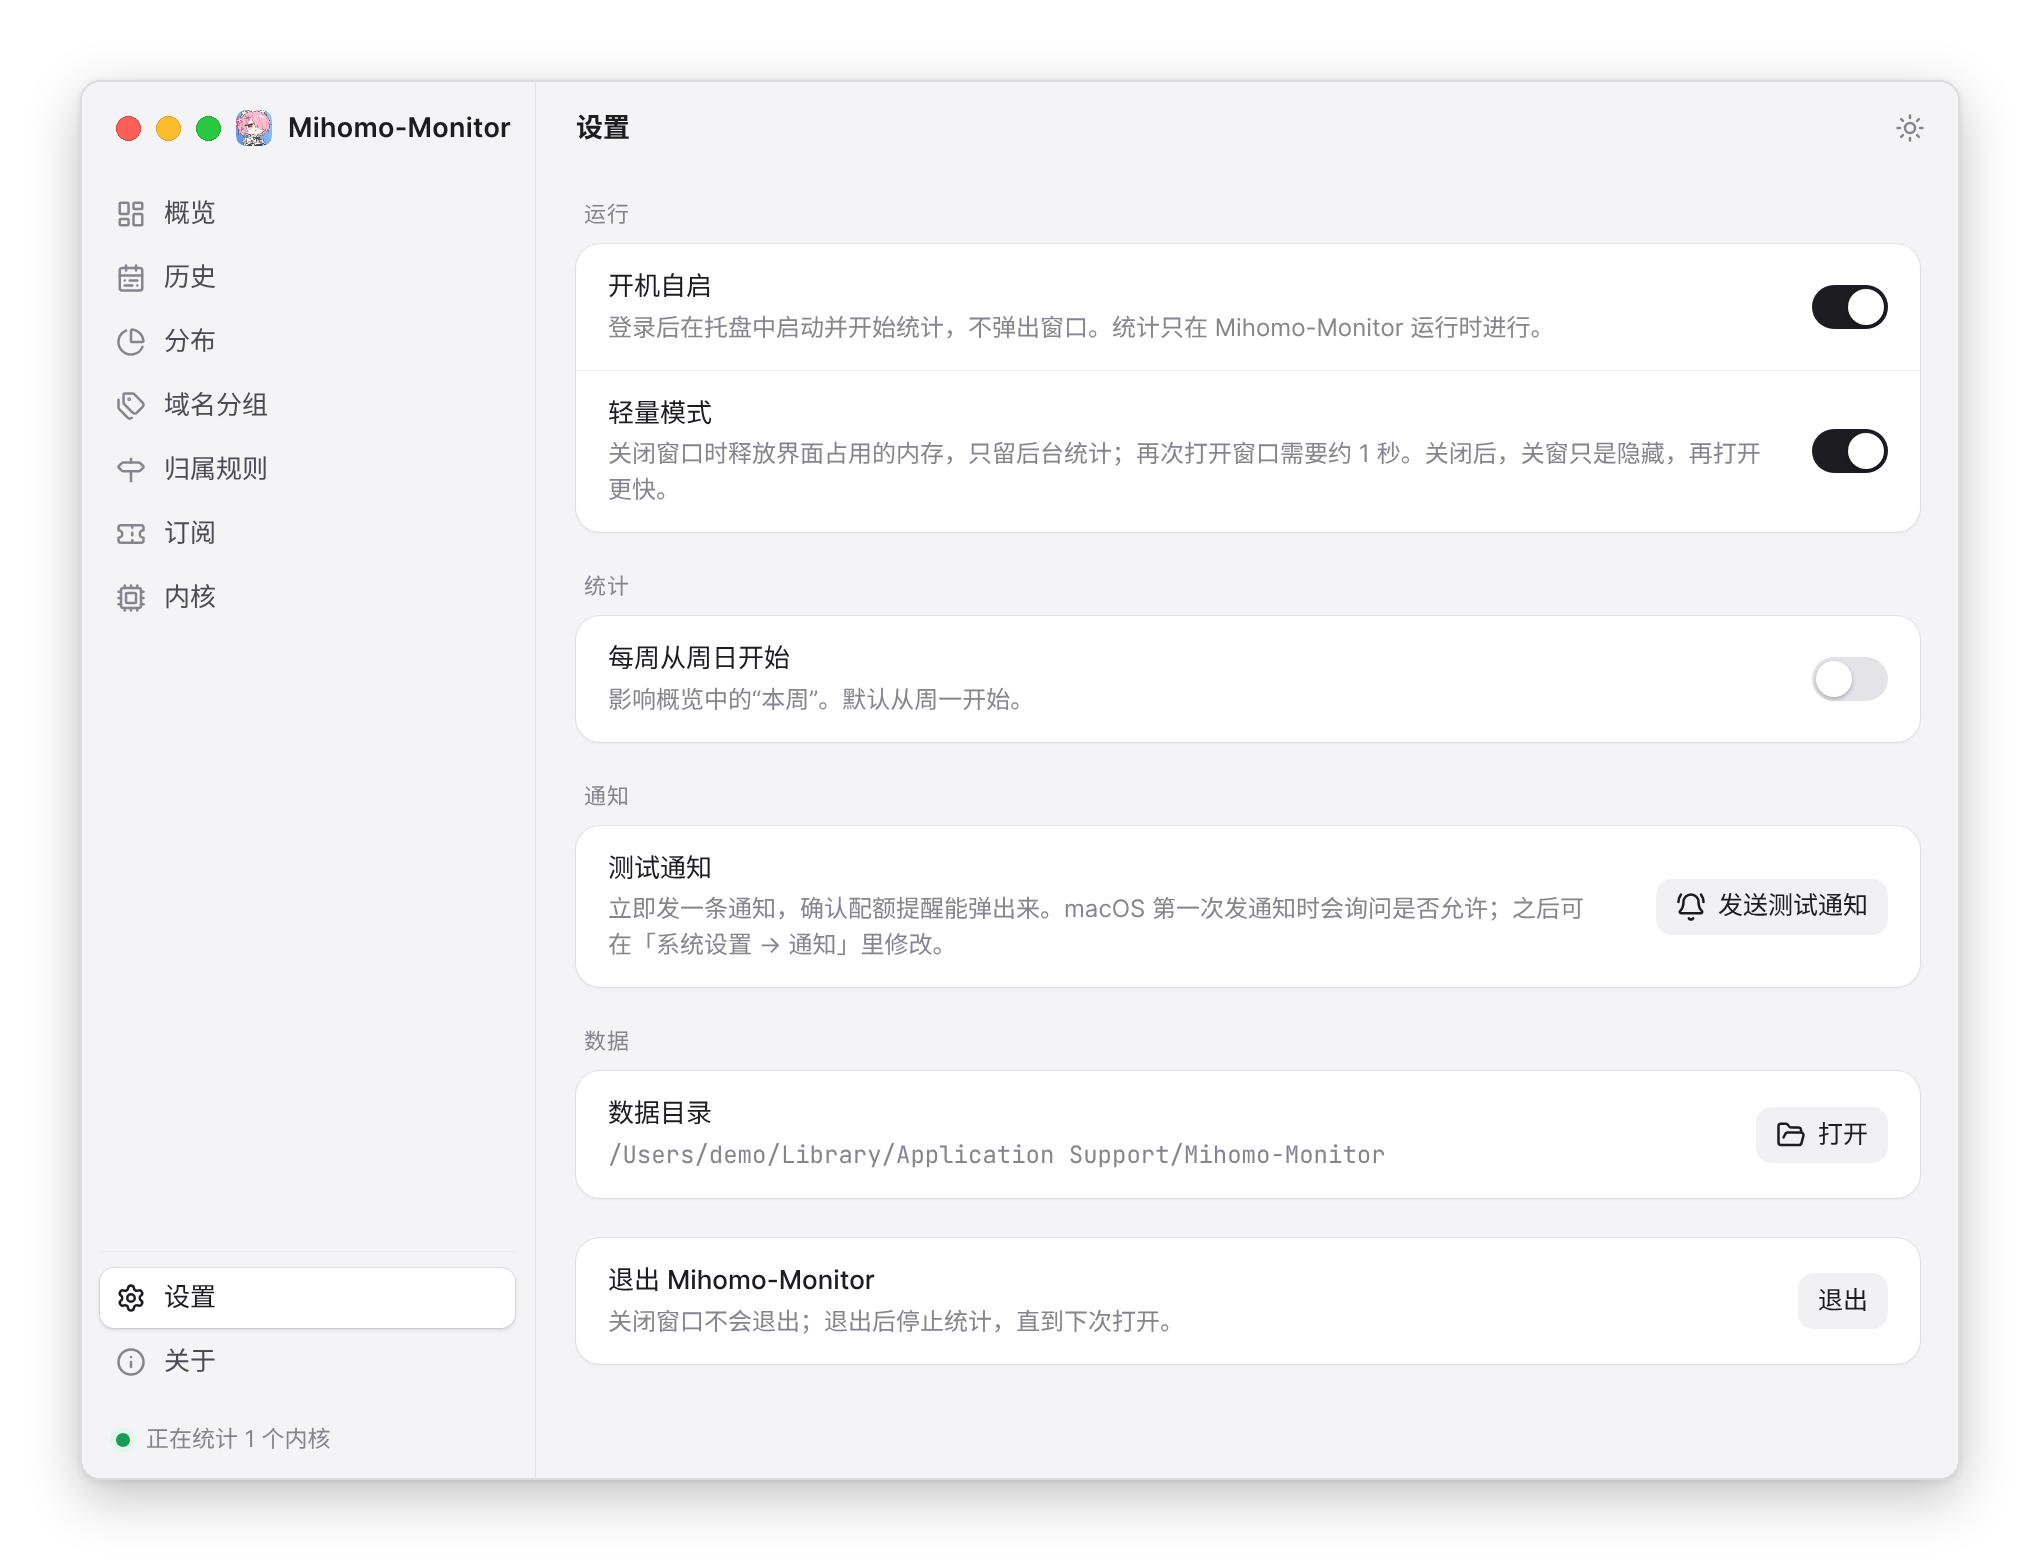 Mihomo-Monitor
概览
历史
分布
域名分组
归属规则
订阅
内核
设置
关于
正在统计 1 个内核
设置
运行
开机自启
登录后在托盘中启动并开始统计，不弹出窗口。统计只在 Mihomo-Monitor 运行时进行。
轻量模式
关闭窗口时释放界面占用的内存，只留后台统计；再次打开窗口需要约 1 秒。关闭后，关窗只是隐藏，再打开
更快。
统计
每周从周日开始
影响概览中的“本周”。默认从周一开始。
通知
测试通知
立即发一条通知，确认配额提醒能弹出来。macOS 第一次发通知时会询问是否允许；之后可
在「系统设置 → 通知」里修改。
发送测试通知
数据
数据目录
/Users/demo/Library/Application Support/Mihomo-Monitor
打开
退出 Mihomo-Monitor
关闭窗口不会退出；退出后停止统计，直到下次打开。
退出